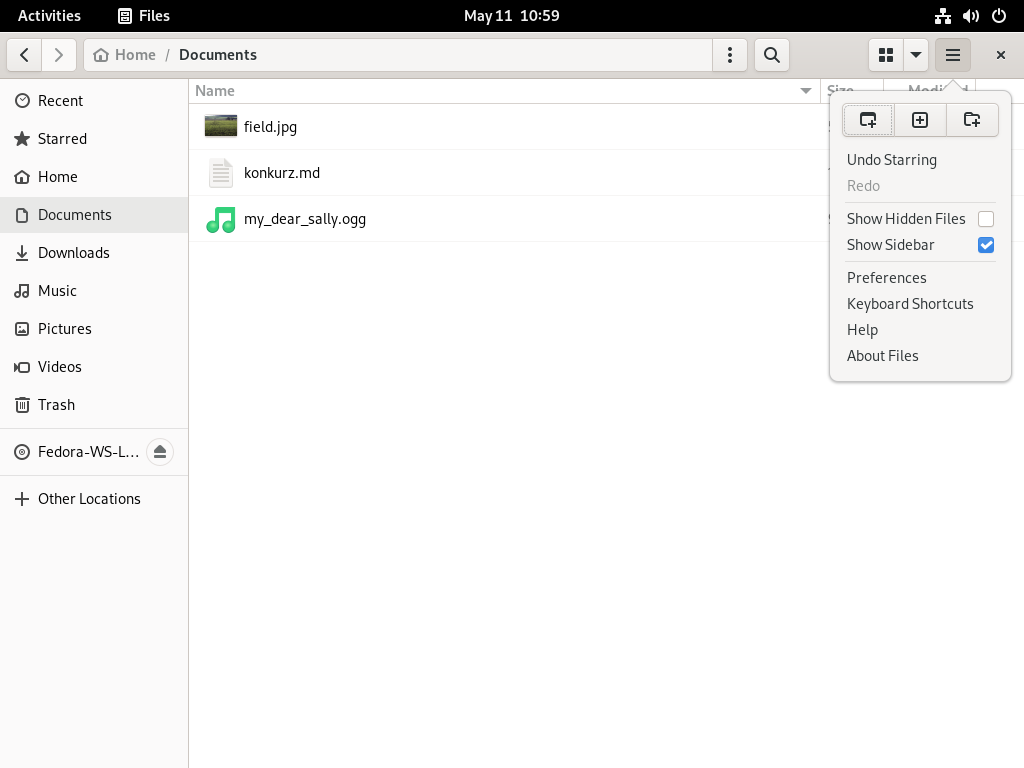 Activities
Files
May 11 10:59
Home / Documents
Name
Size
Recent
Starred
Home
Documents
Downloads
Music
Pictures
Videos
Trash
Fedora-WS-L…
Other Locations
field.jpg
konkurz.md
my_dear_sally.ogg
Undo Starring
Redo
Show Hidden Files
Show Sidebar
Preferences
Keyboard Shortcuts
Help
About Files